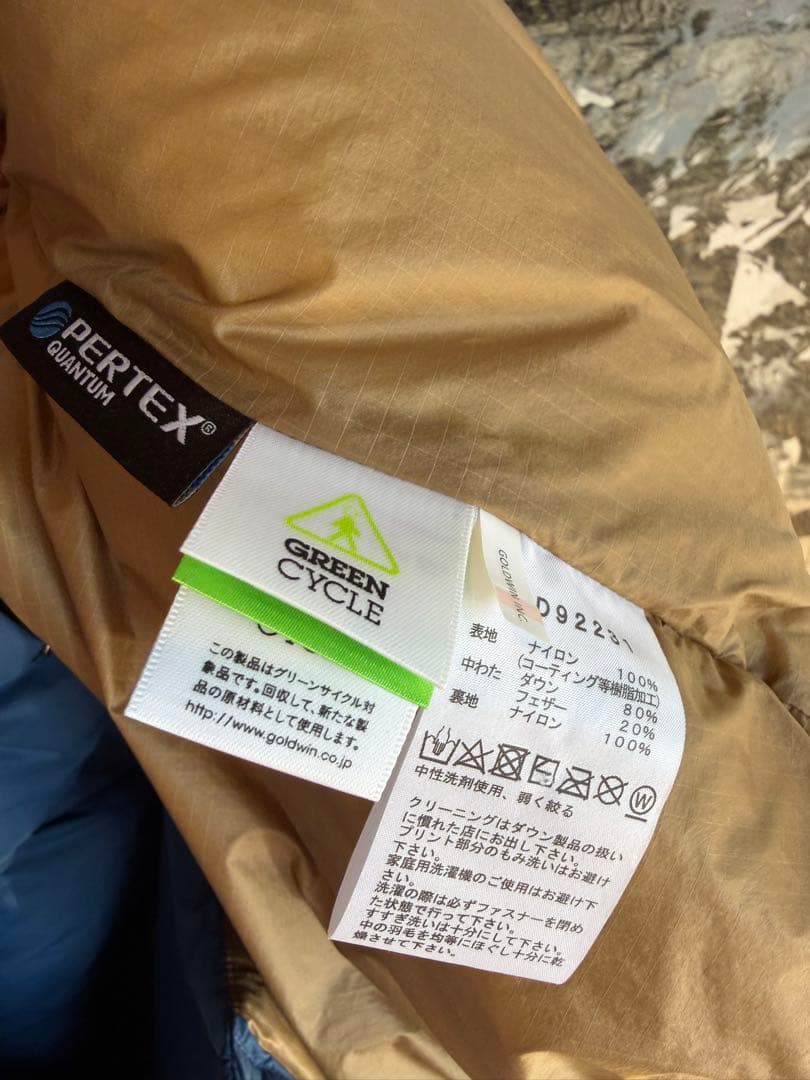 PERTEX®
QUANTUM
GREEN
CYCLE
この製品はグリーンサイクル対
象品です。回収して、新たな製
品の原材料として使用します。
http://www.goldwin.co.jp
GOLDWIN INC.
D92231
表地 ナイロン 100%
(コーティング等樹脂加工)
中わた ダウン 80%
フェザー 20%
裏地 ナイロン 100%
W
中性洗剤使用、弱く絞る
クリーニングはダウン製品の扱い
に慣れた店にお出し下さい。
プリント部分のもみ洗いはお避け
下さい。
家庭用洗濯機のご使用はお避け下
さい。
洗濯の際は必ずファスナーを閉め
た状態で行って下さい。
すすぎ洗いは十分にして下さい。
中の羽毛を均等にほぐし十分に乾
燥させて下さい。